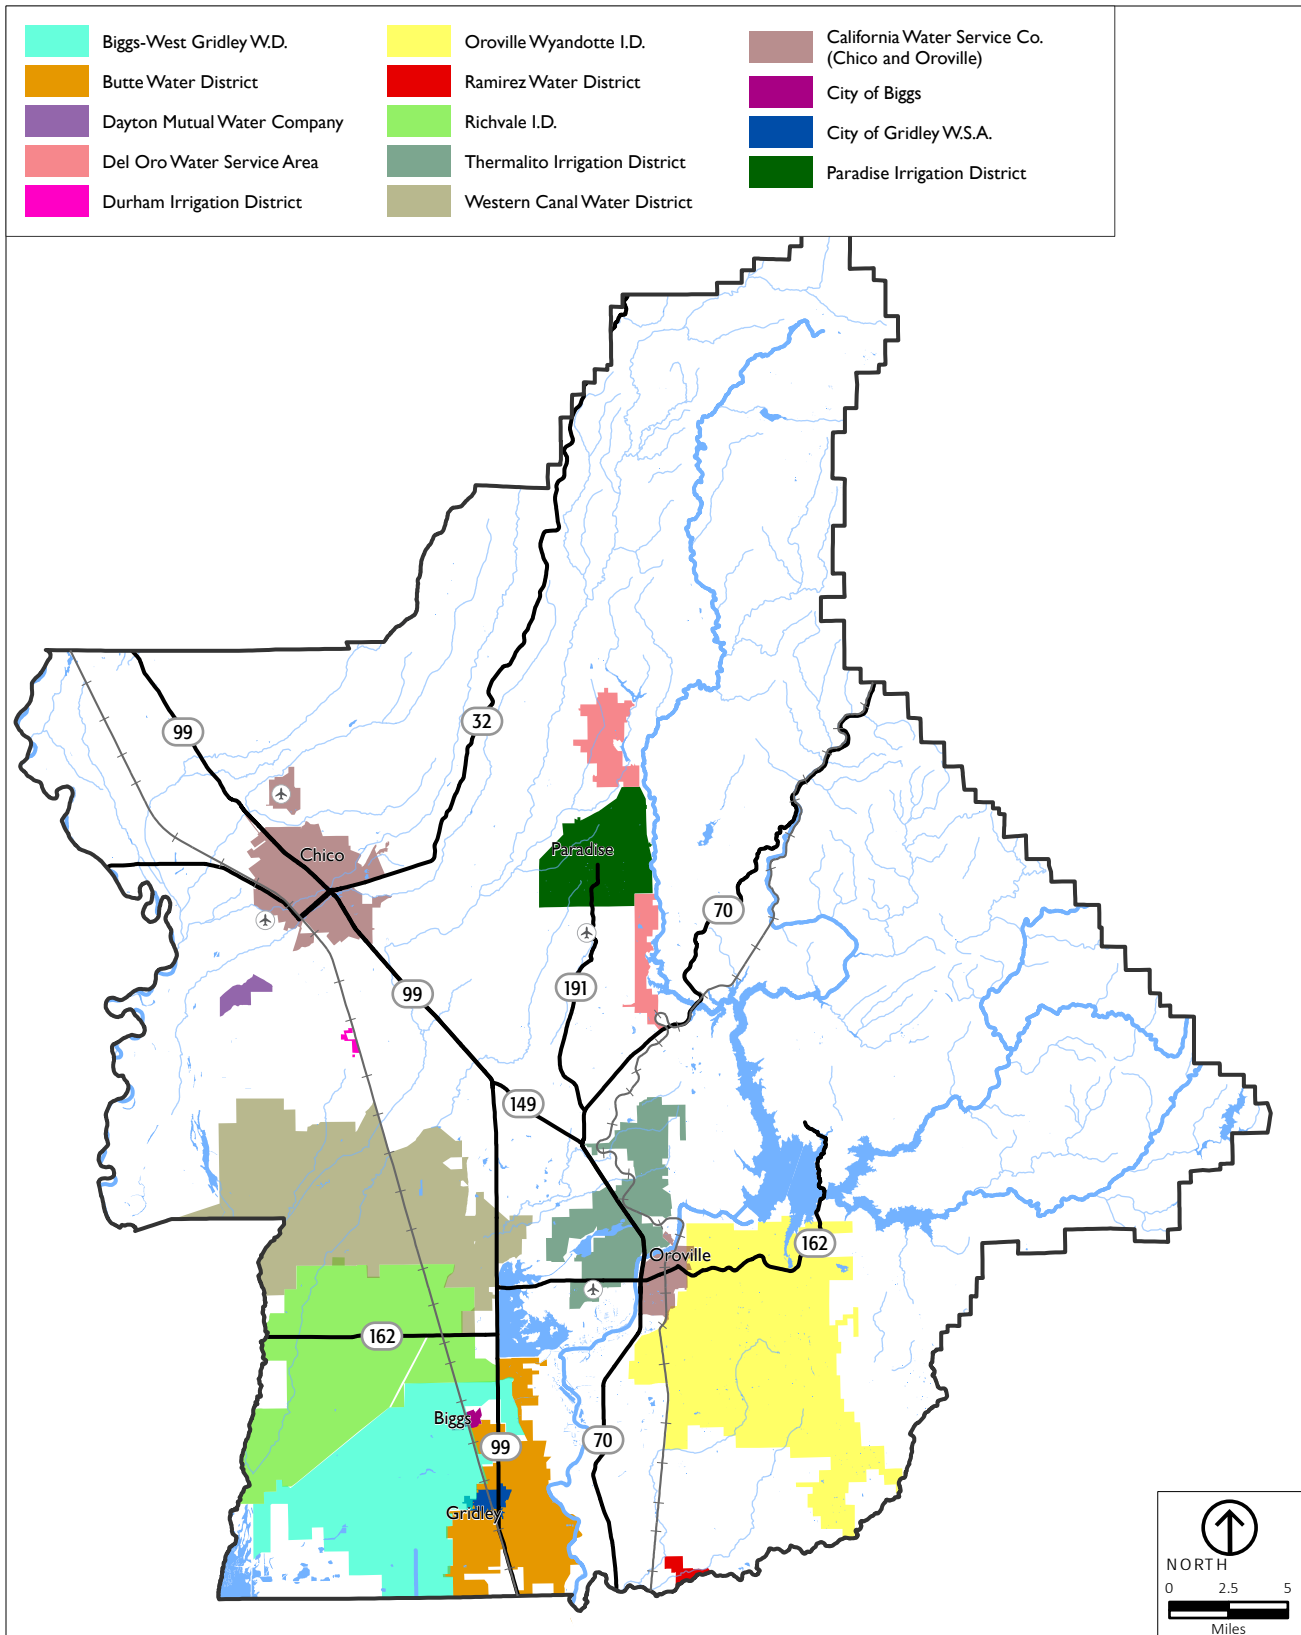 Biggs-West Gridley W.D.
Butte Water District
Dayton Mutual Water Company
Del Oro Water Service Area
Durham Irrigation District
Oroville Wyandotte I.D.
Ramirez Water District
Richvale I.D.
Thermalito Irrigation District
Western Canal Water District
California Water Service Co.
(Chico and Oroville)
City of Biggs
City of Gridley W.S.A.
Paradise Irrigation District
99
32
Chico
Paradise
70
99
191
149
Oroville
162
162
Biggs
99
70
Gridley
NORTH
0 2.5 5
Miles